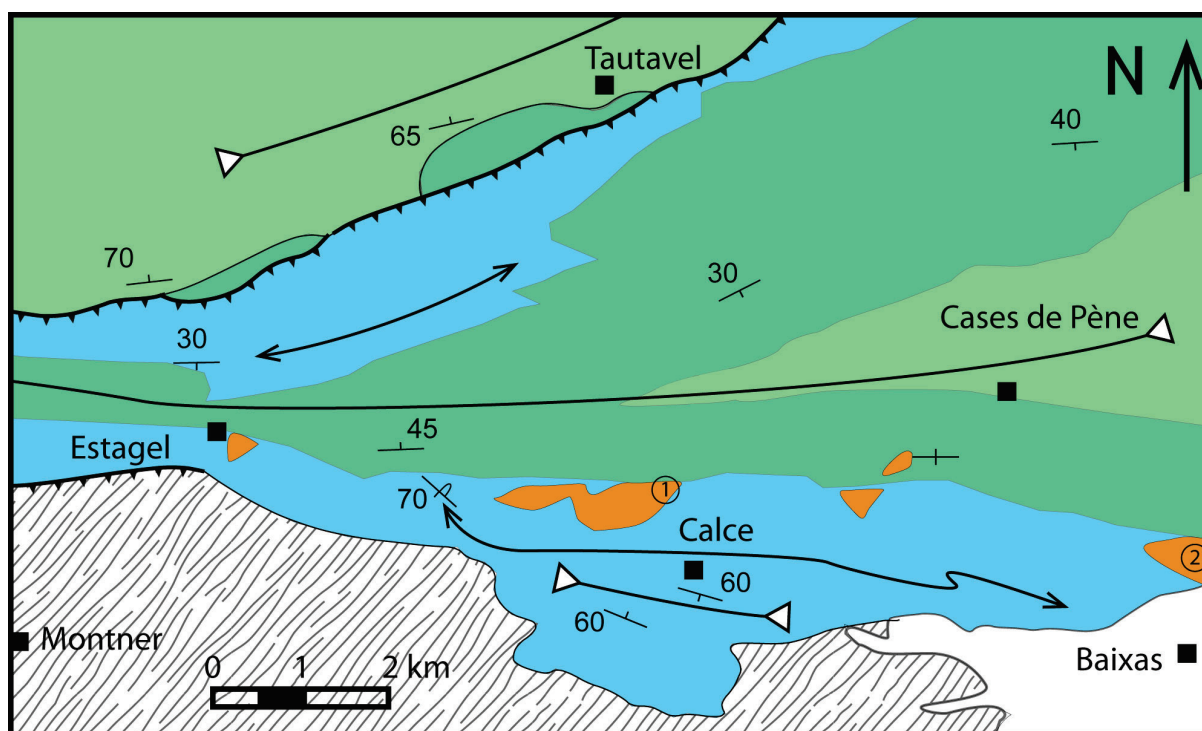 Tautavel
N
40
65
70
30
Cases de Pène
30
Estagel
45
70
1
Calce
2
60
60
Montner
Baixas
0 1 2 km